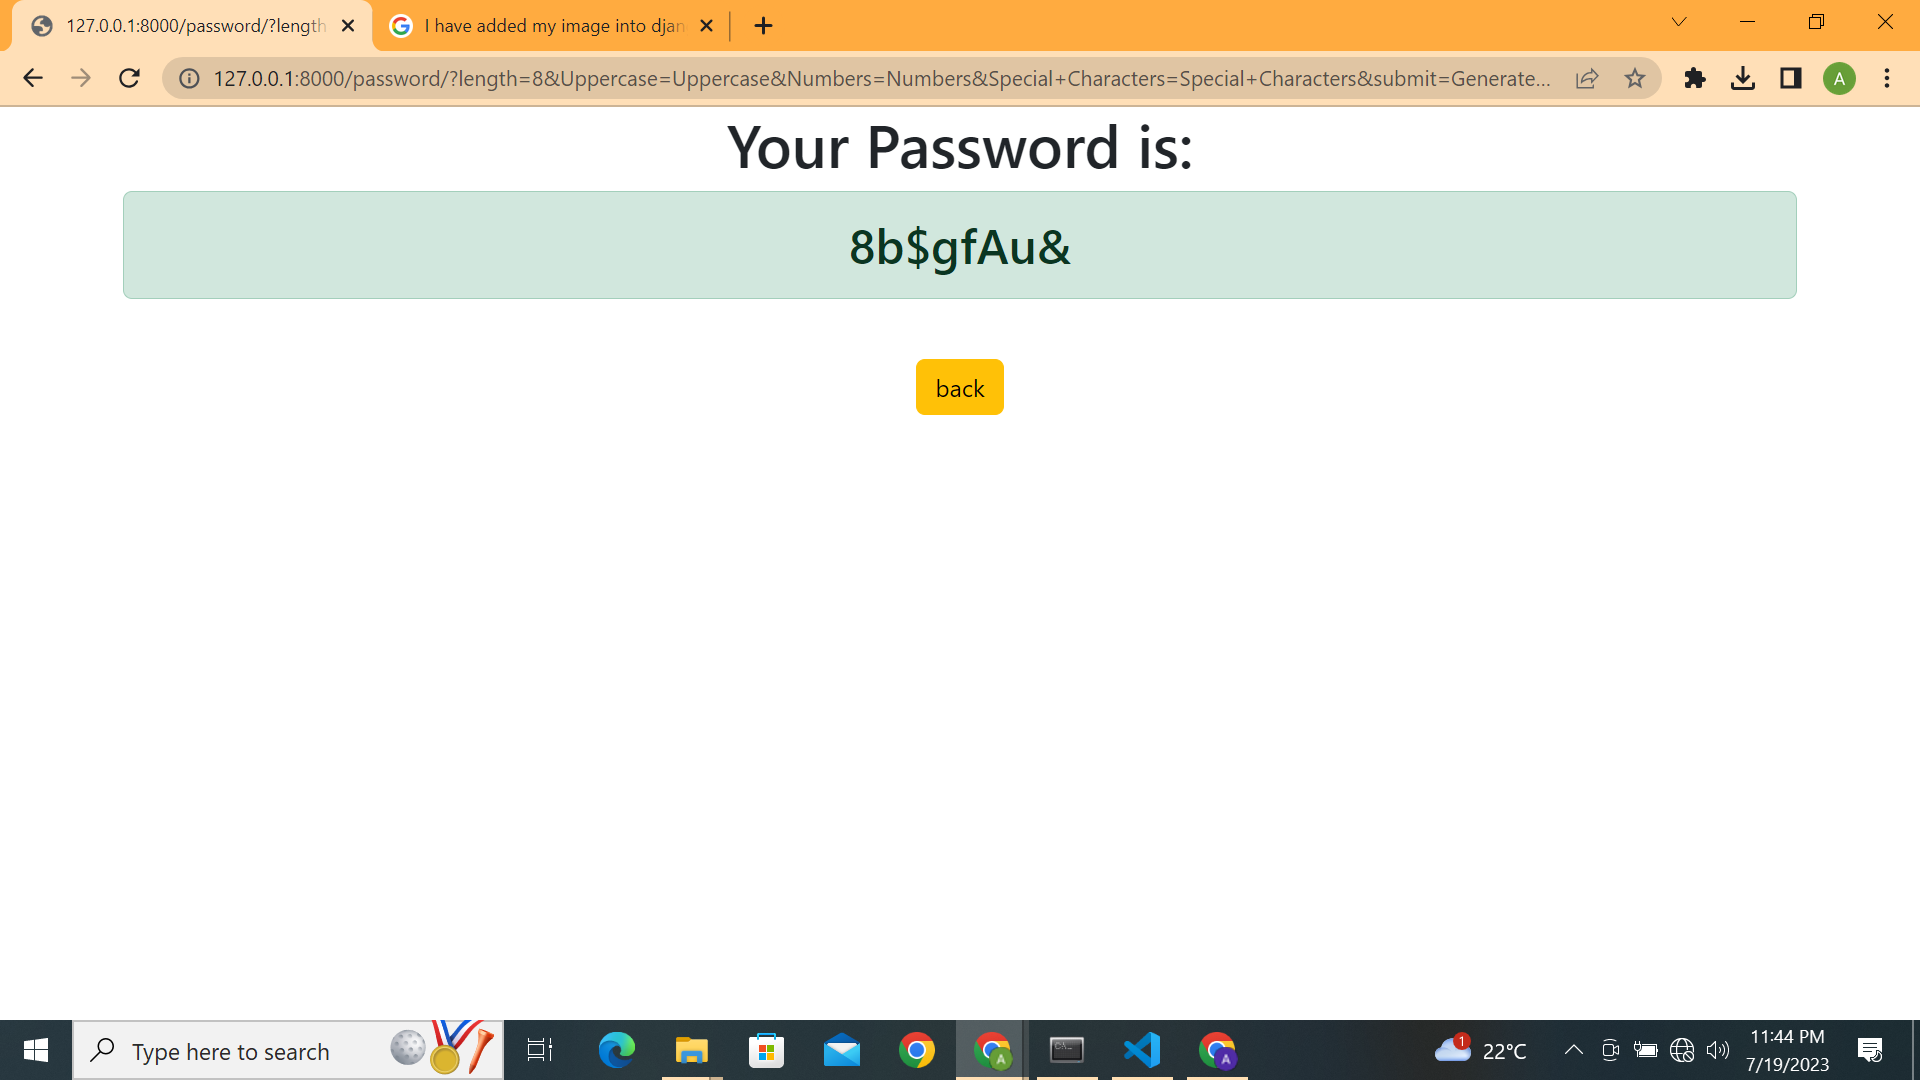 127.0.0.1:8000/password/?length
I have added my image into djan
127.0.0.1:8000/password/?length=8&Uppercase=Uppercase&Numbers=Numbers&Special+Characters=Special+Characters&submit=Generate...
A
Your Password is:
8b$gfAu&
back
Type here to search
A
A
1
22°C
11:44 PM
7/19/2023